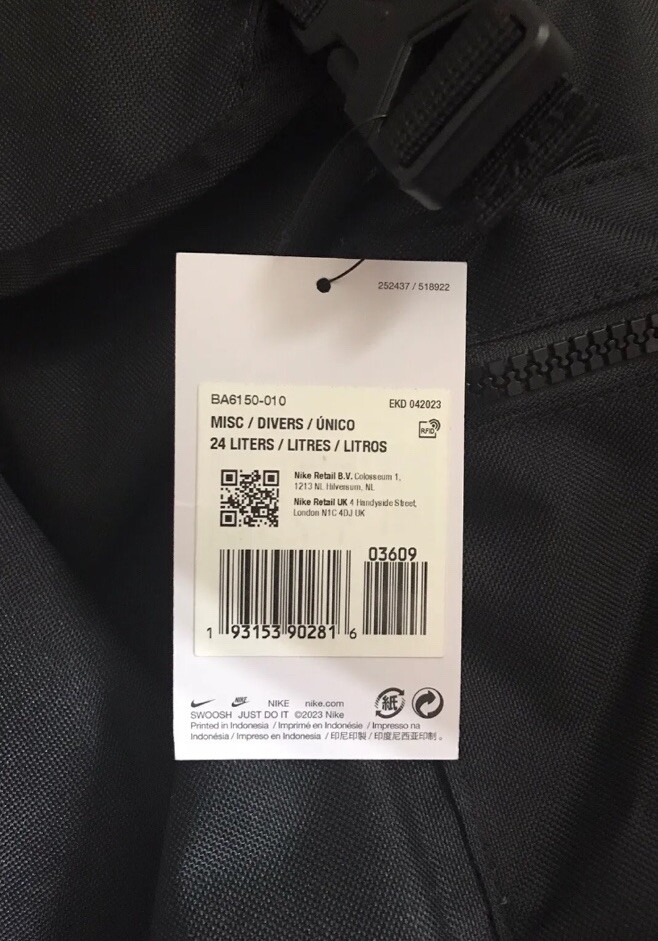 252437 / 518922
BA6150-010
EKD 042023
MISC / DIVERS / ÚNICO
24 LITERS / LITRES / LITROS
RFID
Nike Retail B.V. Colosseum 1,
1213 NL Hilversum, NL
Nike Retail UK 4 Handyside Street,
London N1C 4DJ UK
03609
1 93153 90281 6
NIKE NIKE nike.com
紙
SWOOSH JUST DO IT ©2023 Nike
Printed in Indonesia / Imprimé en Indonésie / Impresso na
Indonésia / Impreso en Indonesia / 印尼印製 / 印度尼西亚印制。